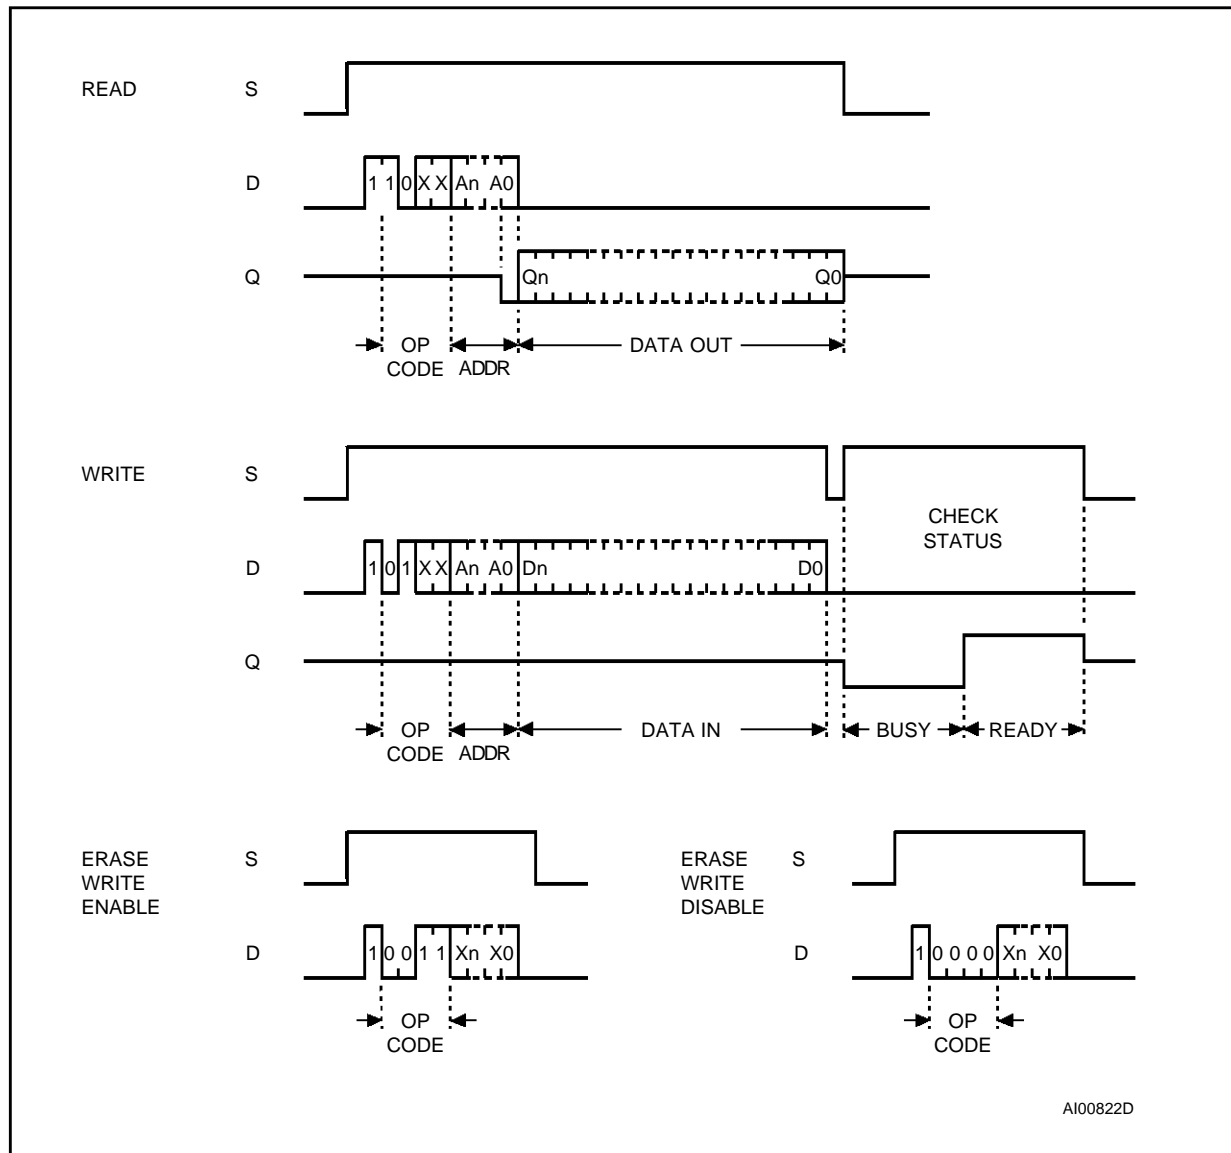 READ S
D 1 1 0 X X An A0
Q Qn Q0
OP CODE ADDR DATA OUT
WRITE S
CHECK STATUS
D 1 0 1 X X An A0 Dn D0
Q
OP CODE ADDR DATA IN BUSY READY
ERASE WRITE ENABLE S
D 1 0 0 1 1 Xn X0
OP CODE
ERASE WRITE DISABLE S
D 1 0 0 0 0 Xn X0
OP CODE
AI00822D